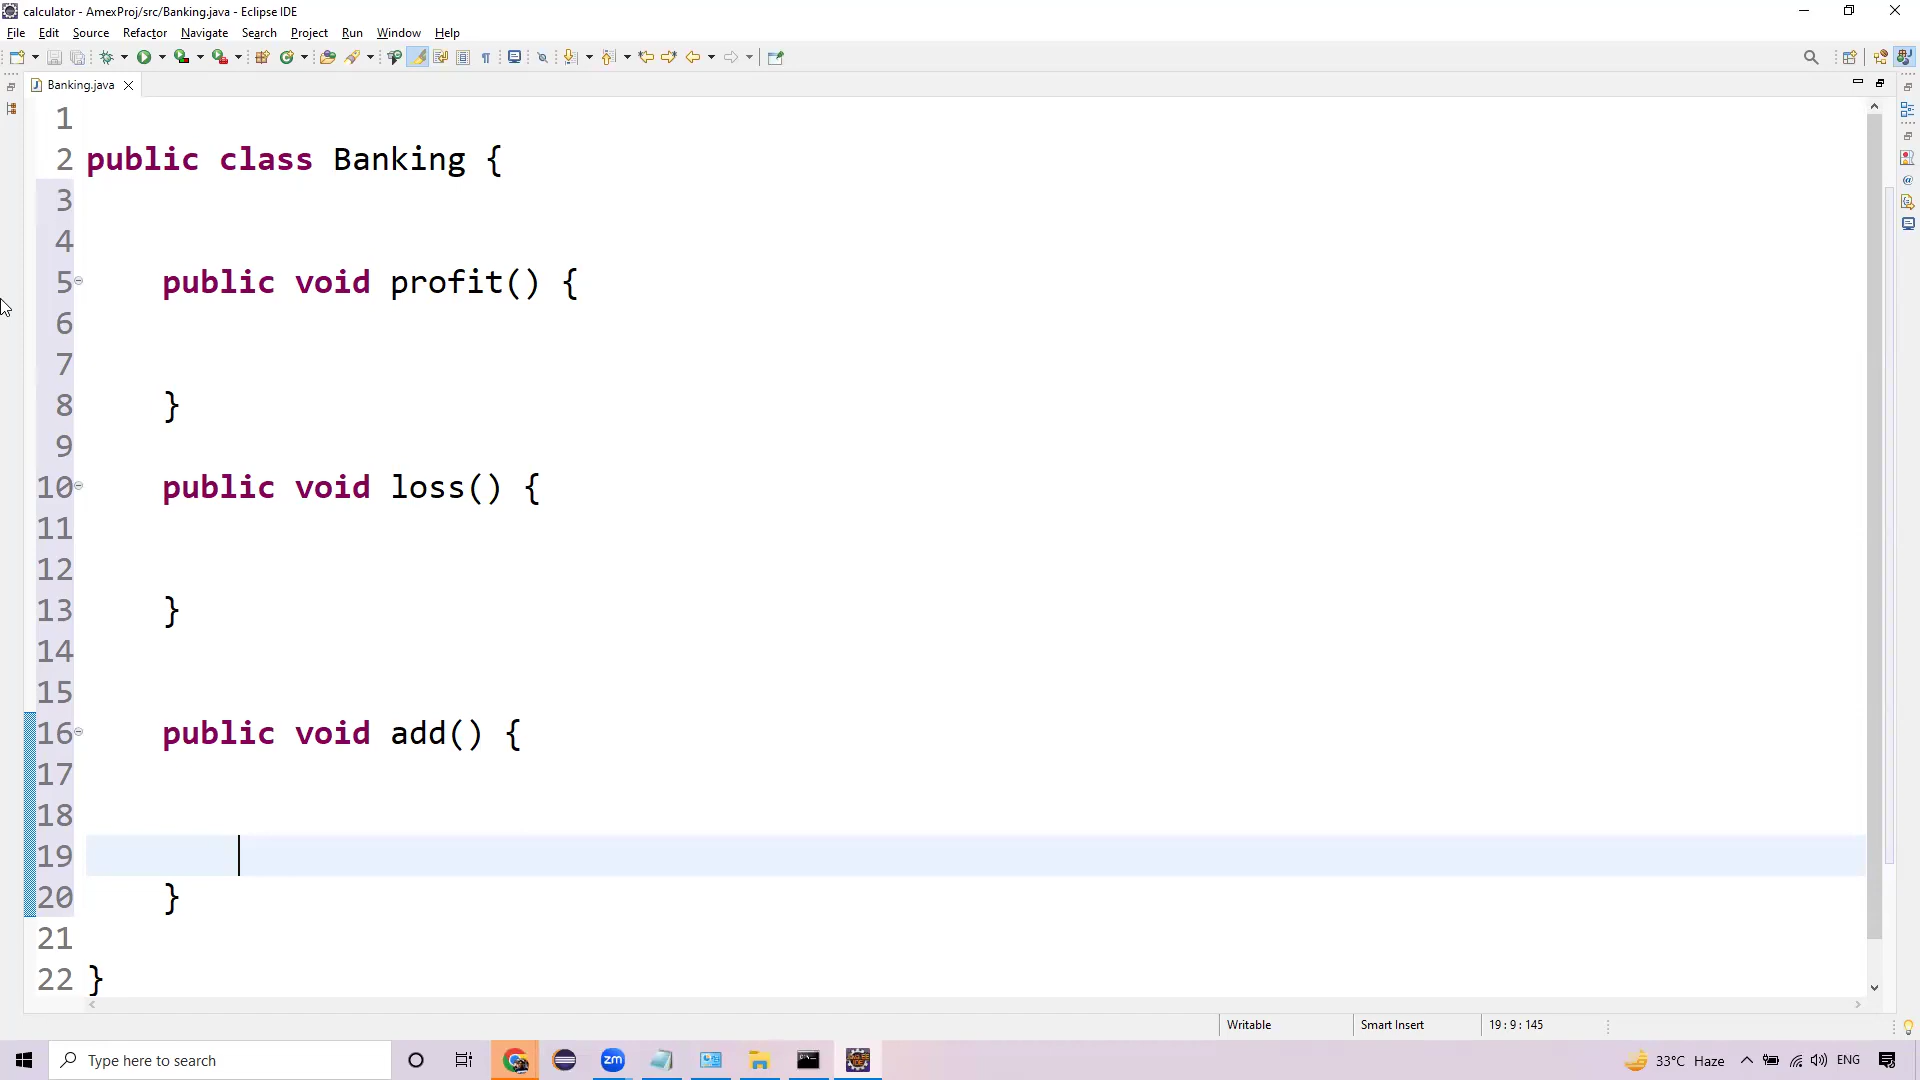 calculator - AmexProj/src/Banking.java - Eclipse IDE
File Edit Source Refactor Navigate Search Project Run Window Help
Banking.java
1
2 public class Banking {
3
4
5 public void profit() {
6
7
8 }
9
10 public void loss() {
11
12
13 }
14
15
16 public void add() {
17
18
19
20 }
21
22 }
Writable Smart Insert 19 : 9 : 145
Type here to search
zm
33°C Haze ENG